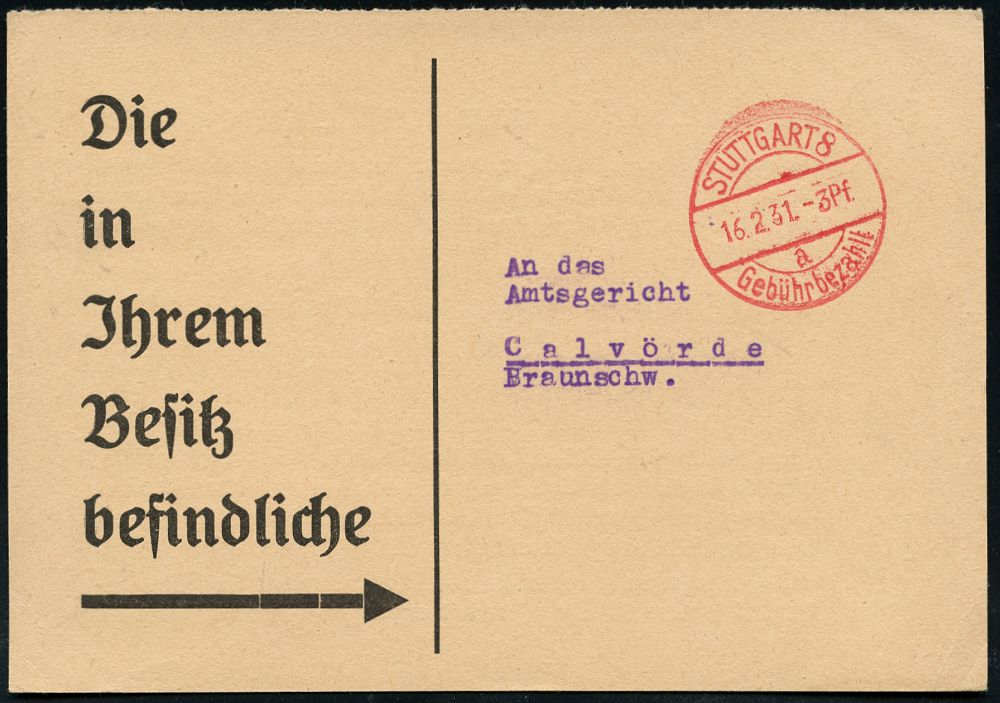 Die
in
Ihrem
Besitz
befindliche
STUTTGART 8
16.2.31.-3Pf.
a
Gebühr bezahlt
An das
Amtsgericht
Calvörde
Braunschw.